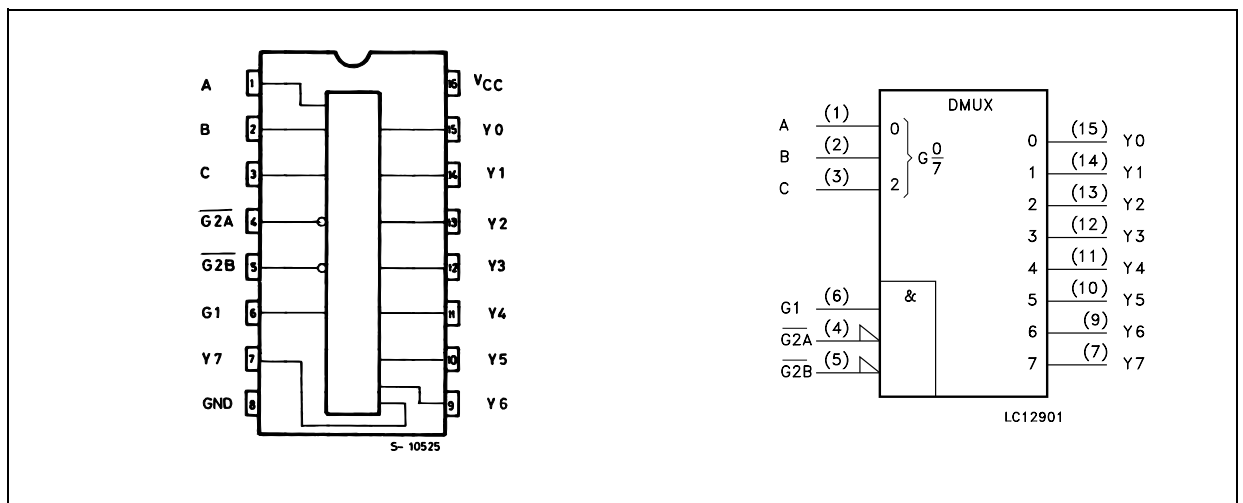 A 1 16 VCC
B 2 15 Y0
C 3 14 Y1
G2A 4 13 Y2
G2B 5 12 Y3
G1 6 11 Y4
Y7 7 10 Y5
GND 8 9 Y6
S- 10525
DMUX
A (1) 0
B (2)
C (3) 2
G 0/7
G1 (6) &
G2A (4)
G2B (5)
0 (15) Y0
1 (14) Y1
2 (13) Y2
3 (12) Y3
4 (11) Y4
5 (10) Y5
6 (9) Y6
7 (7) Y7
LC12901